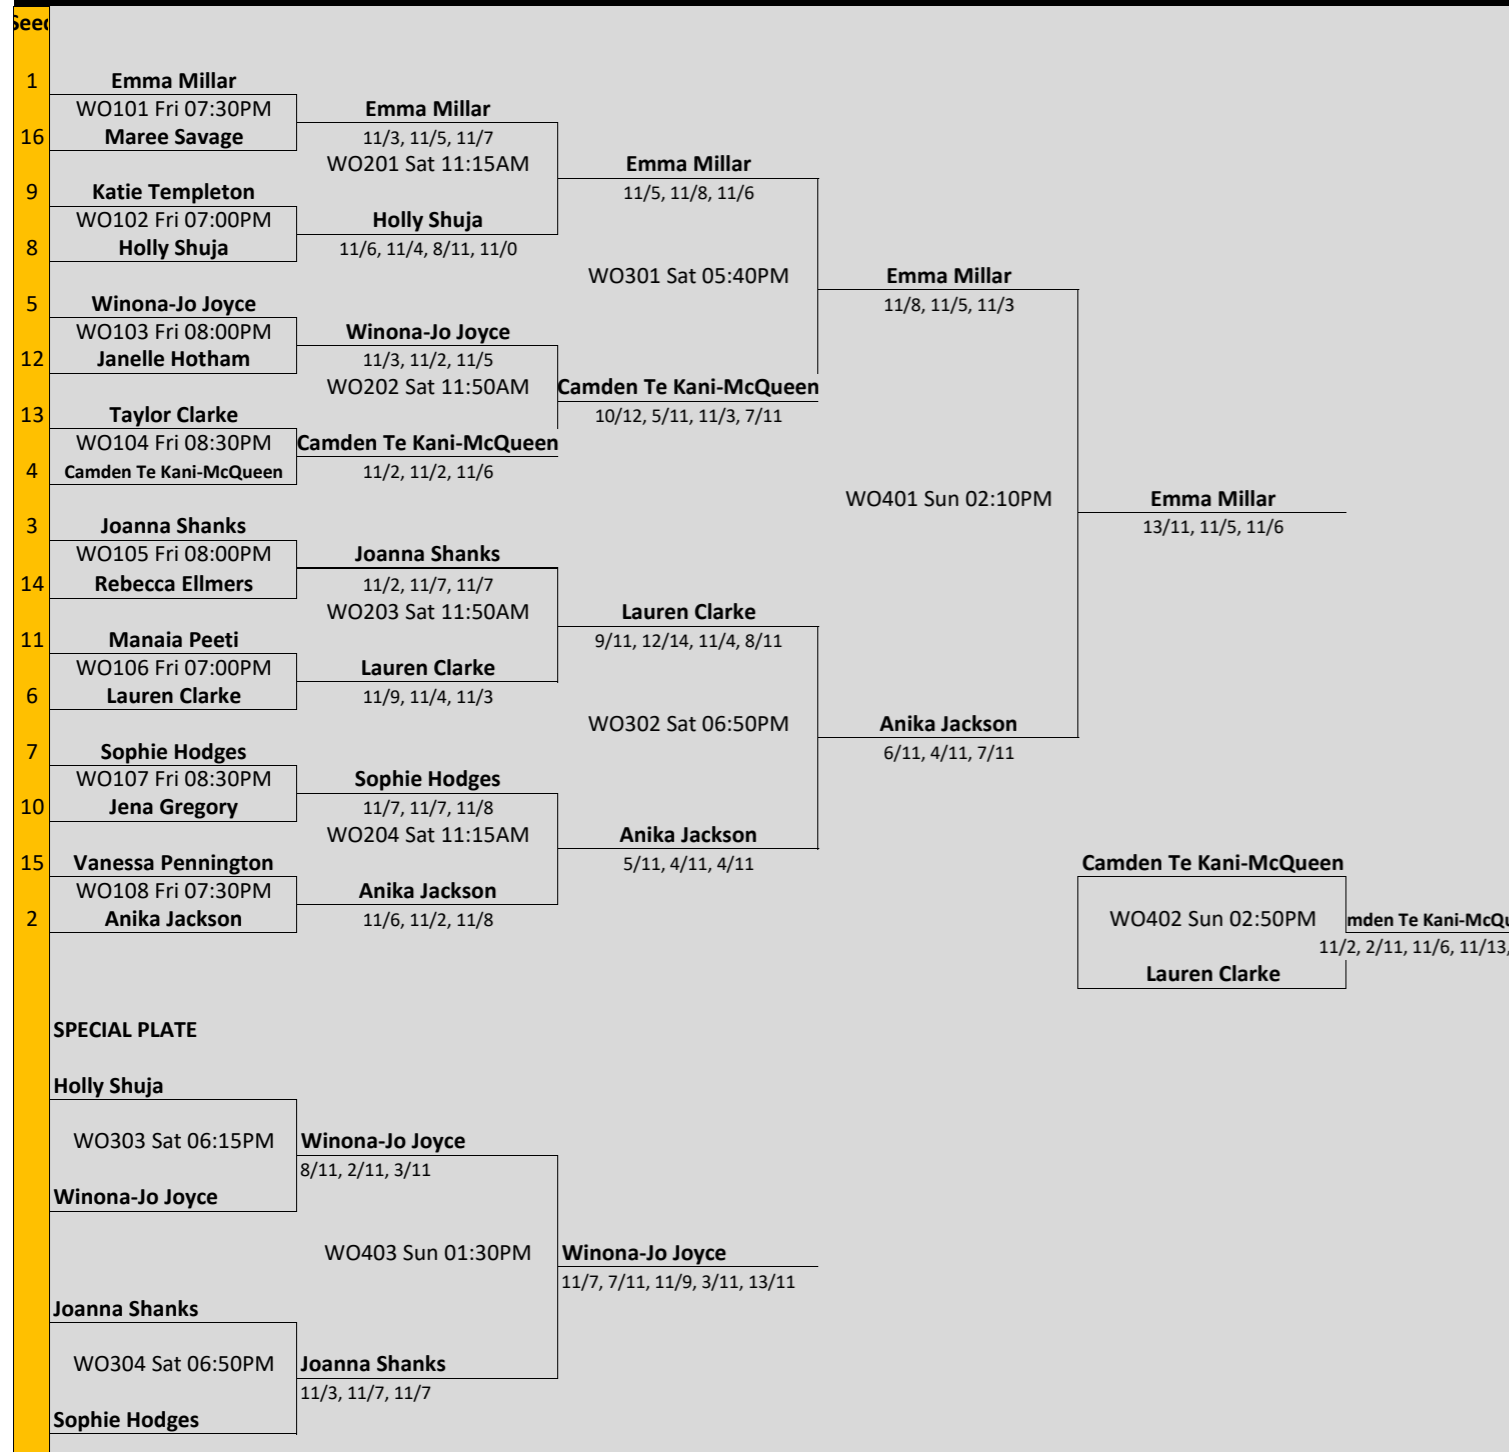 Seed
1 Emma Millar
WO101 Fri 07:30PM Emma Millar
16 Maree Savage 11/3, 11/5, 11/7
WO201 Sat 11:15AM Emma Millar
9 Katie Templeton 11/5, 11/8, 11/6
WO102 Fri 07:00PM Holly Shuja
8 Holly Shuja 11/6, 11/4, 8/11, 11/0
WO301 Sat 05:40PM Emma Millar
5 Winona-Jo Joyce 11/8, 11/5, 11/3
WO103 Fri 08:00PM Winona-Jo Joyce
12 Janelle Hotham 11/3, 11/2, 11/5
WO202 Sat 11:50AM Camden Te Kani-McQueen
13 Taylor Clarke 10/12, 5/11, 11/3, 7/11
WO104 Fri 08:30PM Camden Te Kani-McQueen
4 Camden Te Kani-McQueen 11/2, 11/2, 11/6
WO401 Sun 02:10PM Emma Millar
3 Joanna Shanks 13/11, 11/5, 11/6
WO105 Fri 08:00PM Joanna Shanks
14 Rebecca Ellmers 11/2, 11/7, 11/7
WO203 Sat 11:50AM Lauren Clarke
11 Manaia Peeti 9/11, 12/14, 11/4, 8/11
WO106 Fri 07:00PM Lauren Clarke
6 Lauren Clarke 11/9, 11/4, 11/3
WO302 Sat 06:50PM Anika Jackson
7 Sophie Hodges 6/11, 4/11, 7/11
WO107 Fri 08:30PM Sophie Hodges
10 Jena Gregory 11/7, 11/7, 11/8
WO204 Sat 11:15AM Anika Jackson
15 Vanessa Pennington 5/11, 4/11, 4/11 Camden Te Kani-McQueen
WO108 Fri 07:30PM Anika Jackson
2 Anika Jackson 11/6, 11/2, 11/8 WO402 Sun 02:50PM mden Te Kani-McQu
11/2, 2/11, 11/6, 11/13,
Lauren Clarke
SPECIAL PLATE
Holly Shuja
WO303 Sat 06:15PM Winona-Jo Joyce
8/11, 2/11, 3/11
Winona-Jo Joyce
WO403 Sun 01:30PM Winona-Jo Joyce
11/7, 7/11, 11/9, 3/11, 13/11
Joanna Shanks
WO304 Sat 06:50PM Joanna Shanks
11/3, 11/7, 11/7
Sophie Hodges